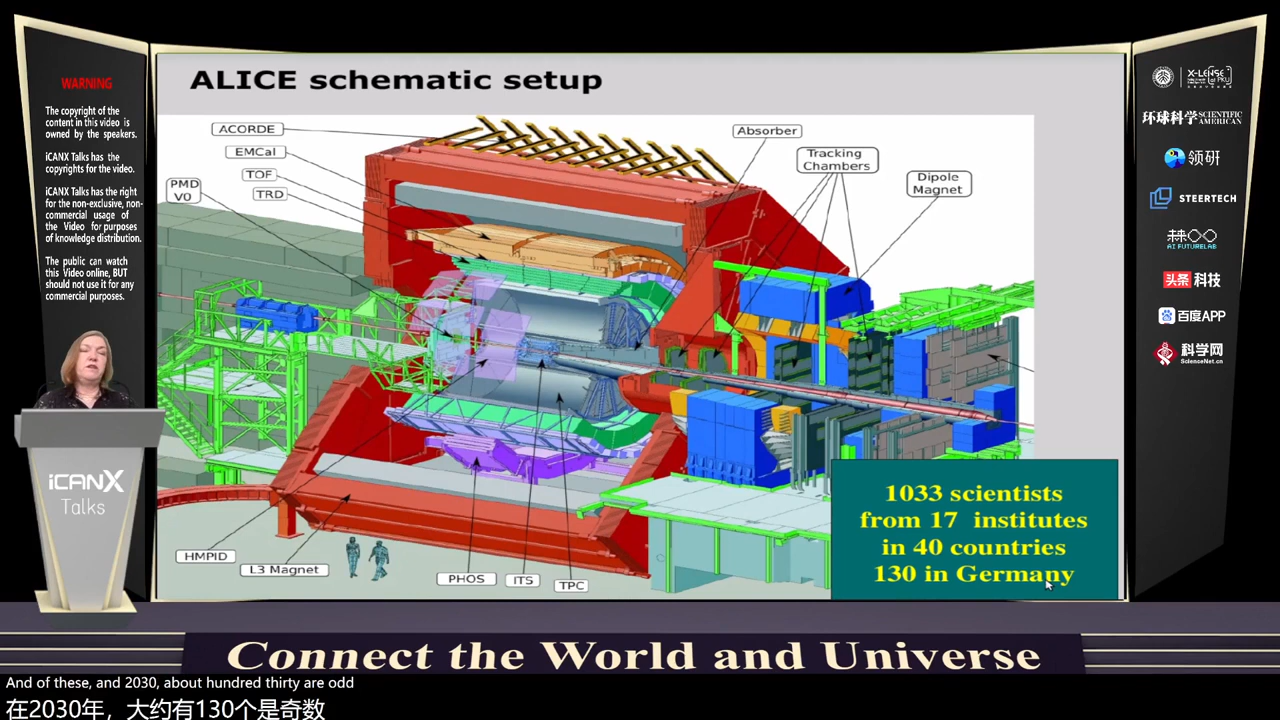 WARNING
The copyright of the
content in this video is
owned by the speakers.
iCANX Talks has the
copyrights for the video.
iCANX Talks has the right
for the non-exclusive, non-
commercial usage of
the Video for purposes
of knowledge distribution.
The public can watch
this Video online, BUT
should not use it for any
commercial purposes.
iCANX
Talks
ALICE schematic setup
ACORDE
EMCal
TOF
TRD
PMD
V0
Absorber
Tracking
Chambers
Dipole
Magnet
HMPID
L3 Magnet
PHOS
ITS
TPC
1033 scientists
from 17 institutes
in 40 countries
130 in Germany
X-LENSE
环球科学 SCIENTIFIC AMERICAN
领研
STEERTECH
AI FUTURELAB
头条 科技
百度APP
科学网
ScienceNet.cn
Connect the World and Universe
And of these, and 2030, about hundred thirty are odd
在2030年，大约有130个是奇数